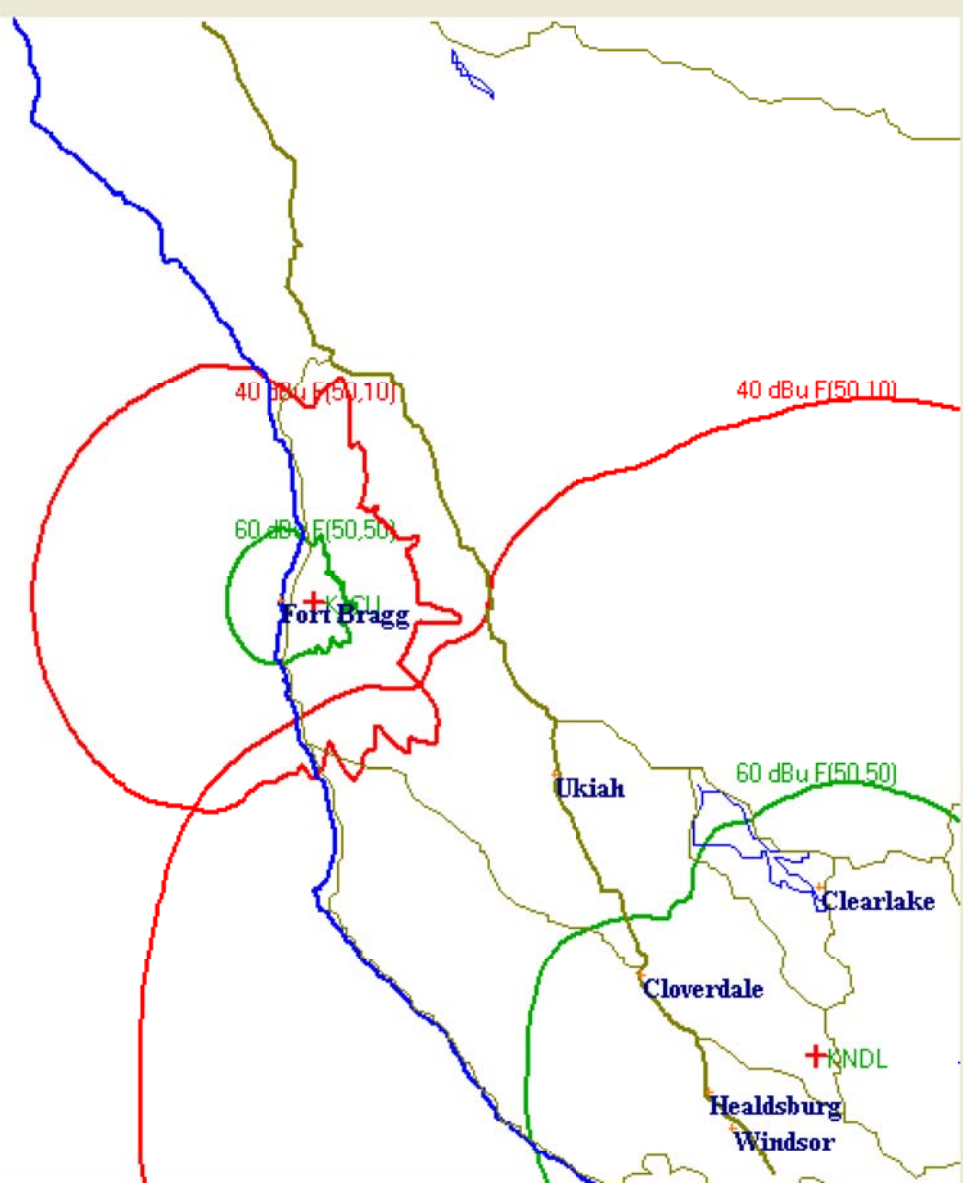 40 dBu F(50,10)
40 dBu F(50,10)
60 dBu F(50,50)
Fort Bragg
60 dBu F(50,50)
Ukiah
Clearlake
Cloverdale
KNDL
Healdsburg
Windsor